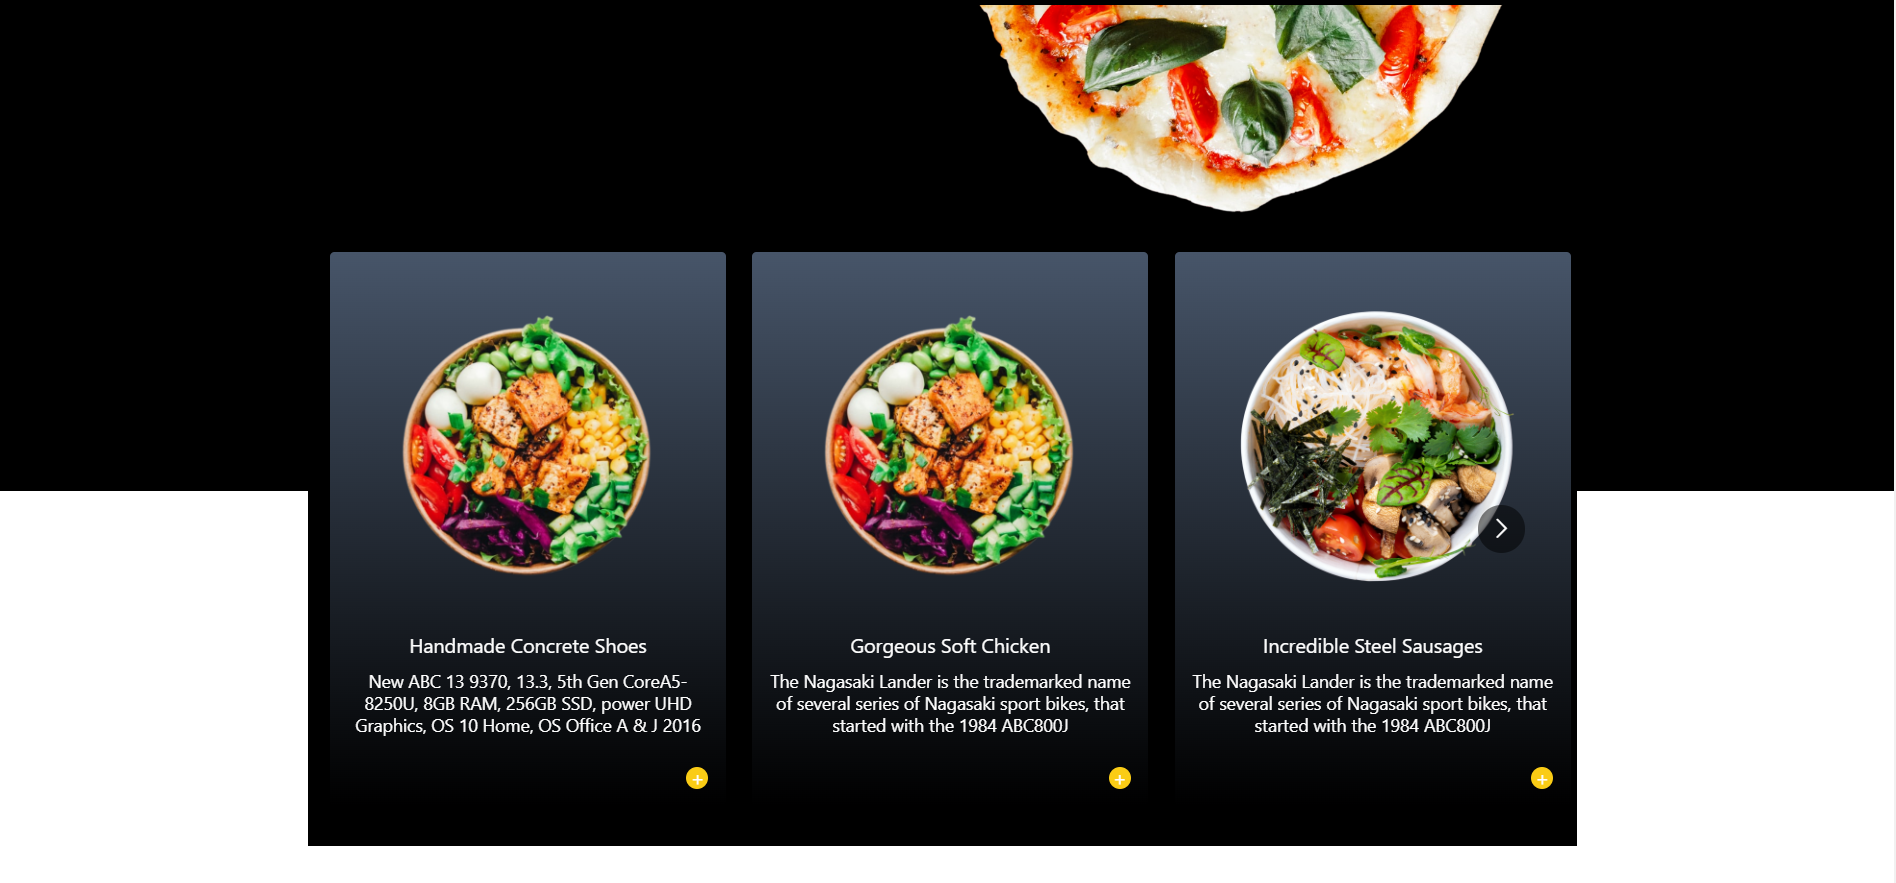 Handmade Concrete Shoes
New ABC 13 9370, 13.3, 5th Gen CoreA5-
8250U, 8GB RAM, 256GB SSD, power UHD
Graphics, OS 10 Home, OS Office A & J 2016
+
Gorgeous Soft Chicken
The Nagasaki Lander is the trademarked name
of several series of Nagasaki sport bikes, that
started with the 1984 ABC800J
+
Incredible Steel Sausages
The Nagasaki Lander is the trademarked name
of several series of Nagasaki sport bikes, that
started with the 1984 ABC800J
+